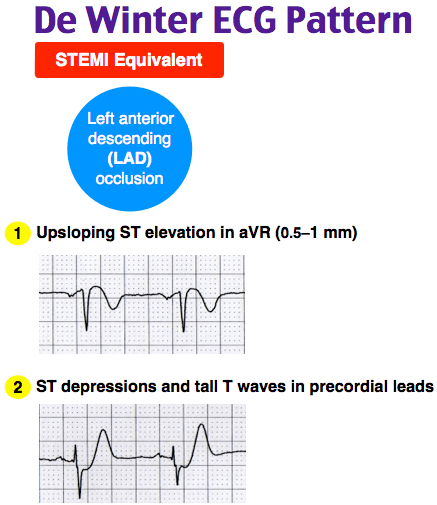 De Winter ECG Pattern
STEMI Equivalent
Left anterior
descending
(LAD)
occlusion
1 Upsloping ST elevation in aVR (0.5–1 mm)
2 ST depressions and tall T waves in precordial leads